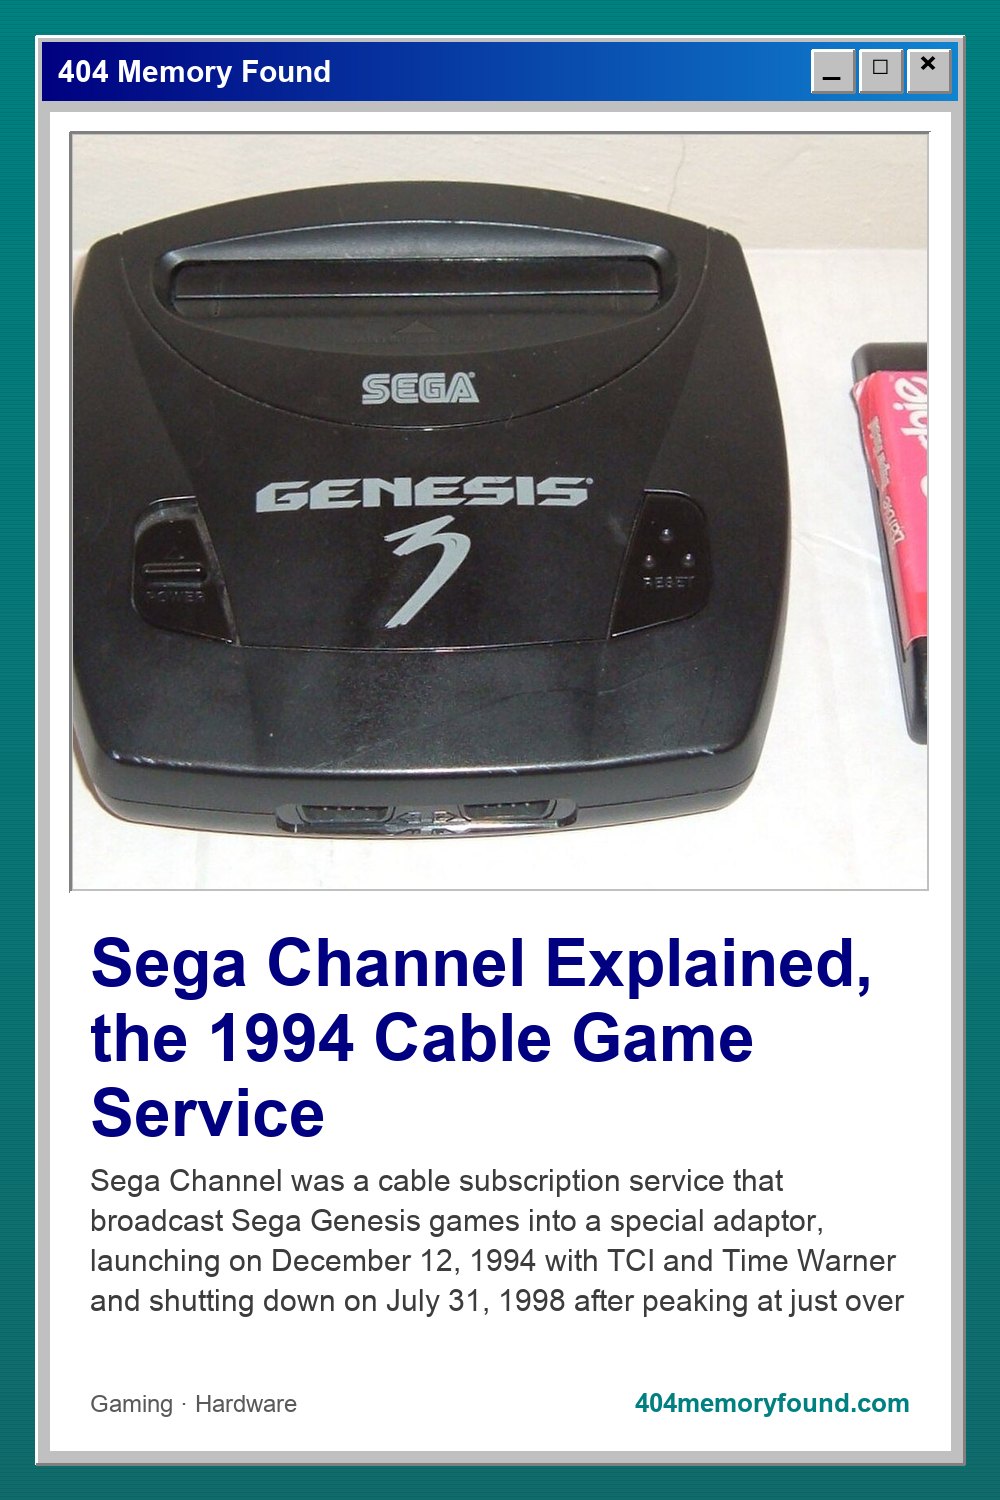 404 Memory Found
SEGA
GENESIS
3
POWER
RESET
Sega Channel Explained,
the 1994 Cable Game
Service
Sega Channel was a cable subscription service that
broadcast Sega Genesis games into a special adaptor,
launching on December 12, 1994 with TCI and Time Warner
and shutting down on July 31, 1998 after peaking at just over
Gaming · Hardware
404memoryfound.com